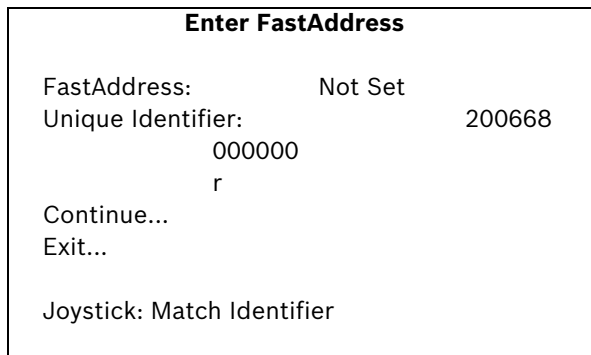 Enter FastAddress
FastAddress: Not Set
Unique Identifier: 200668
000000
r
Continue...
Exit...
Joystick: Match Identifier